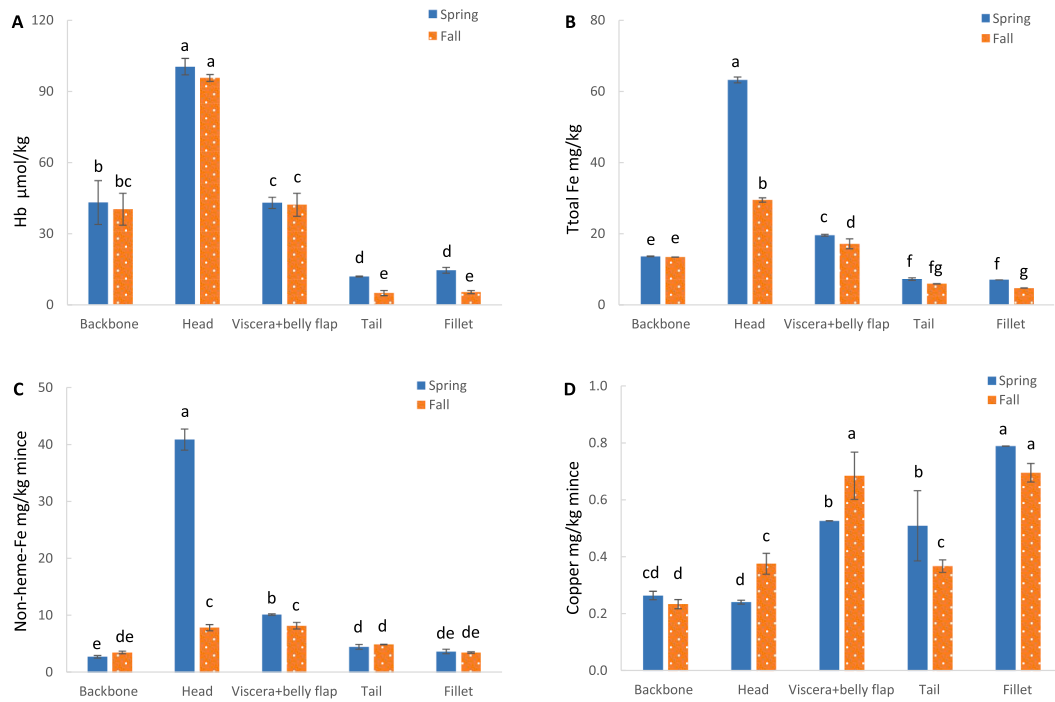 A
120
90
60
30
0
Hb µmol/kg
Spring
Fall
a
a
b
bc
c
c
d
e
d
e
Backbone
Head
Viscera+belly flap
Tail
Fillet
B
80
60
40
20
0
Ttoal Fe mg/kg
Spring
Fall
a
b
e
e
c
d
f
fg
f
g
Backbone
Head
Viscera+belly flap
Tail
Fillet
C
50
40
30
20
10
0
Non-heme-Fe mg/kg mince
Spring
Fall
a
c
e
de
b
c
d
d
de
de
Backbone
Head
Viscera+belly flap
Tail
Fillet
D
1.0
0.8
0.6
0.4
0.2
0.0
Copper mg/kg mince
Spring
Fall
cd
d
d
c
b
a
b
c
a
a
Backbone
Head
Viscera+belly flap
Tail
Fillet